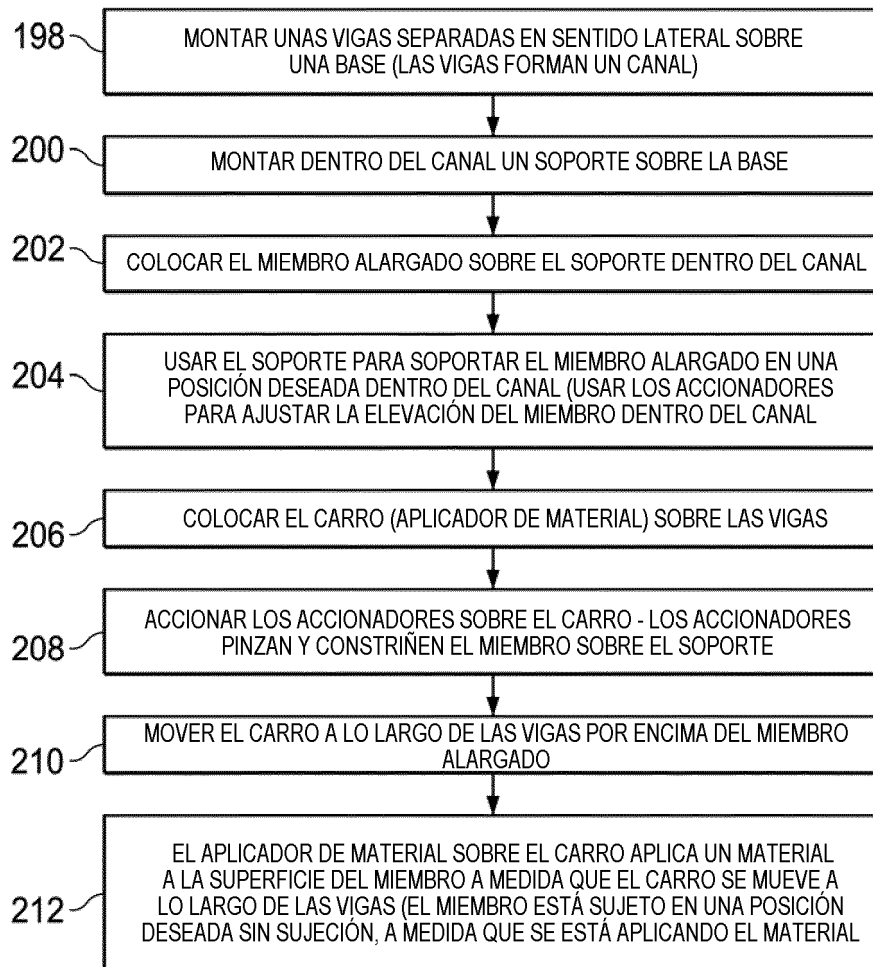 198
MONTAR UNAS VIGAS SEPARADAS EN SENTIDO LATERAL SOBRE
UNA BASE (LAS VIGAS FORMAN UN CANAL)
200
MONTAR DENTRO DEL CANAL UN SOPORTE SOBRE LA BASE
202
COLOCAR EL MIEMBRO ALARGADO SOBRE EL SOPORTE DENTRO DEL CANAL
204
USAR EL SOPORTE PARA SOPORTAR EL MIEMBRO ALARGADO EN UNA
POSICIÓN DESEADA DENTRO DEL CANAL (USAR LOS ACCIONADORES
PARA AJUSTAR LA ELEVACIÓN DEL MIEMBRO DENTRO DEL CANAL
206
COLOCAR EL CARRO (APLICADOR DE MATERIAL) SOBRE LAS VIGAS
208
ACCIONAR LOS ACCIONADORES SOBRE EL CARRO - LOS ACCIONADORES
PINZAN Y CONSTRIÑEN EL MIEMBRO SOBRE EL SOPORTE
210
MOVER EL CARRO A LO LARGO DE LAS VIGAS POR ENCIMA DEL MIEMBRO
ALARGADO
212
EL APLICADOR DE MATERIAL SOBRE EL CARRO APLICA UN MATERIAL
A LA SUPERFICIE DEL MIEMBRO A MEDIDA QUE EL CARRO SE MUEVE A
LO LARGO DE LAS VIGAS (EL MIEMBRO ESTÁ SUJETO EN UNA POSICIÓN
DESEADA SIN SUJECIÓN, A MEDIDA QUE SE ESTÁ APLICANDO EL MATERIAL